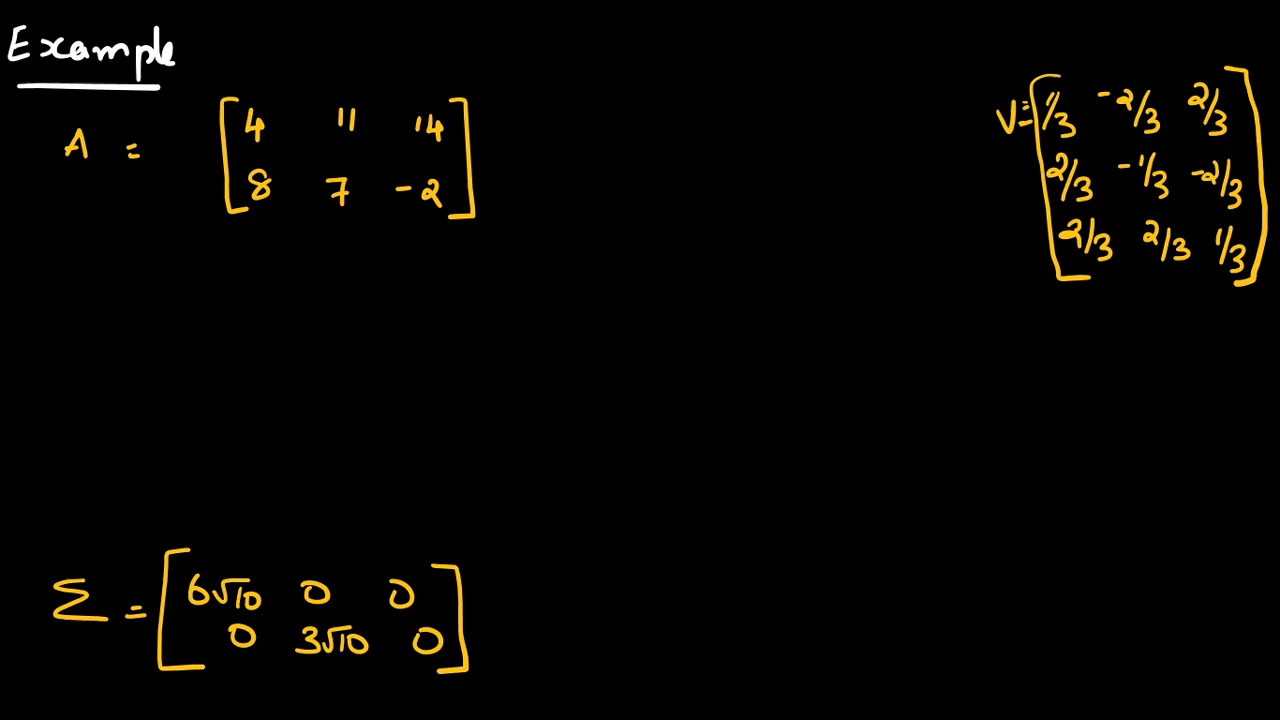 Example
A = [4 11 14
8 7 -2]
V = [1/3 -2/3 2/3
2/3 -1/3 -2/3
2/3 2/3 1/3]
Σ = [6√10 0 0
0 3√10 0]